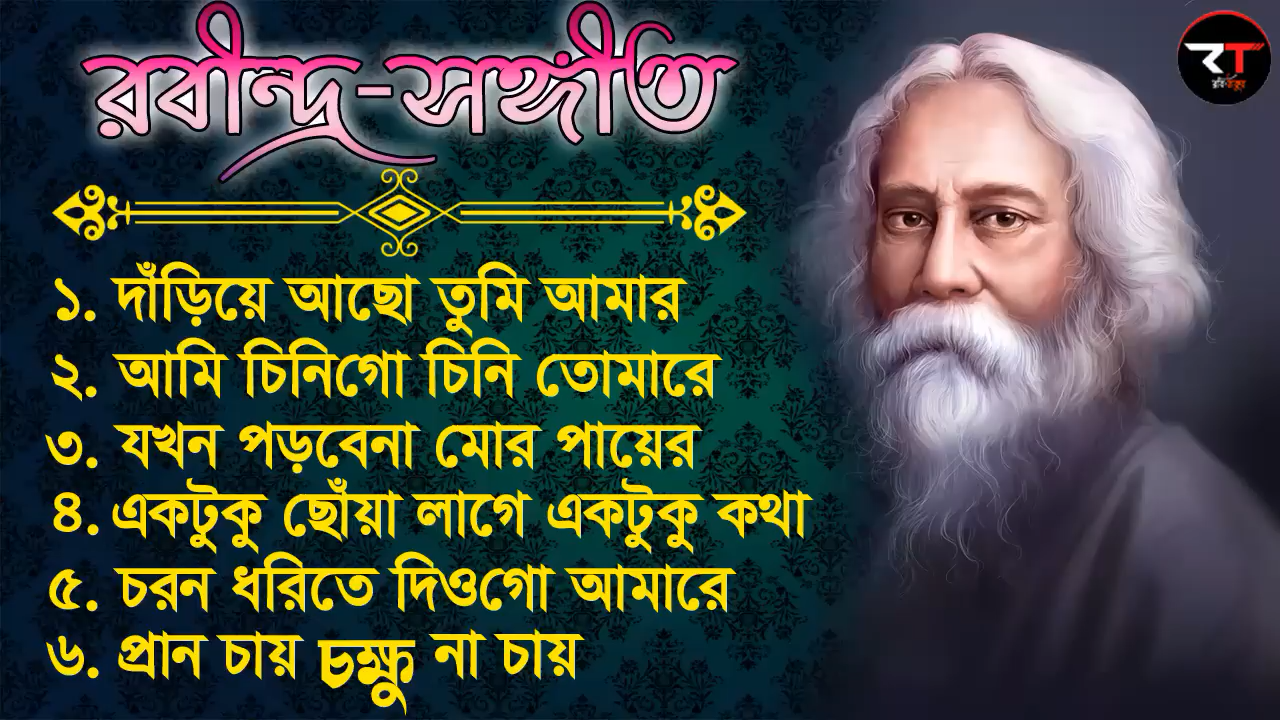 রবীন্দ্র-সঙ্গীত
RT
১. দাঁড়িয়ে আছো তুমি আমার
২. আমি চিনিগো চিনি তোমারে
৩. যখন পড়বেনা মোর পায়ের
৪. একটুকু ছোঁয়া লাগে একটুকু কথা
৫. চরন ধরিতে দিওগো আমারে
৬. প্রান চায় চক্ষু না চায়